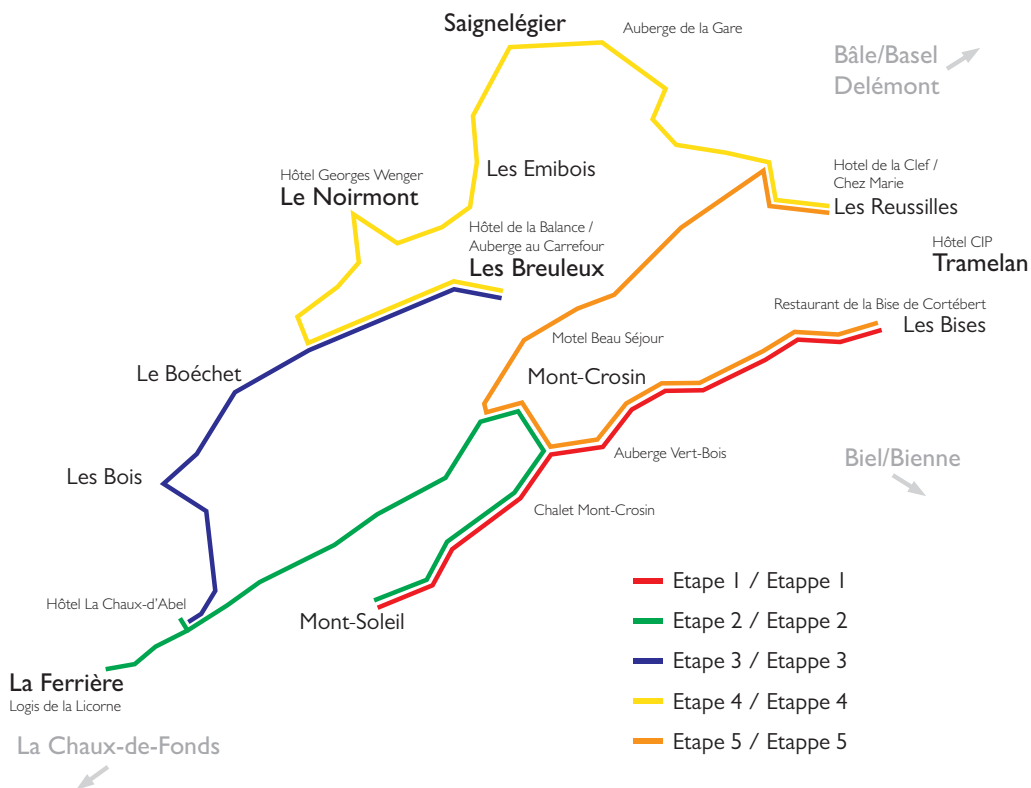 Saignelégier
Auberge de la Gare
Bâle/Basel
Delémont
Les Emibois
Hotel de la Clef /
Chez Marie
Les Reussilles
Hôtel Georges Wenger
Le Noirmont
Hôtel de la Balance /
Auberge au Carrefour
Les Breuleux
Hôtel CIP
Tramelan
Restaurant de la Bise de Cortébert
Les Bises
Motel Beau Séjour
Le Boéchet
Mont-Crosin
Auberge Vert-Bois
Biel/Bienne
Les Bois
Chalet Mont-Crosin
Hôtel La Chaux-d'Abel
Mont-Soleil
La Ferrière
Logis de la Licorne
La Chaux-de-Fonds
Etape 1 / Etappe 1
Etape 2 / Etappe 2
Etape 3 / Etappe 3
Etape 4 / Etappe 4
Etape 5 / Etappe 5